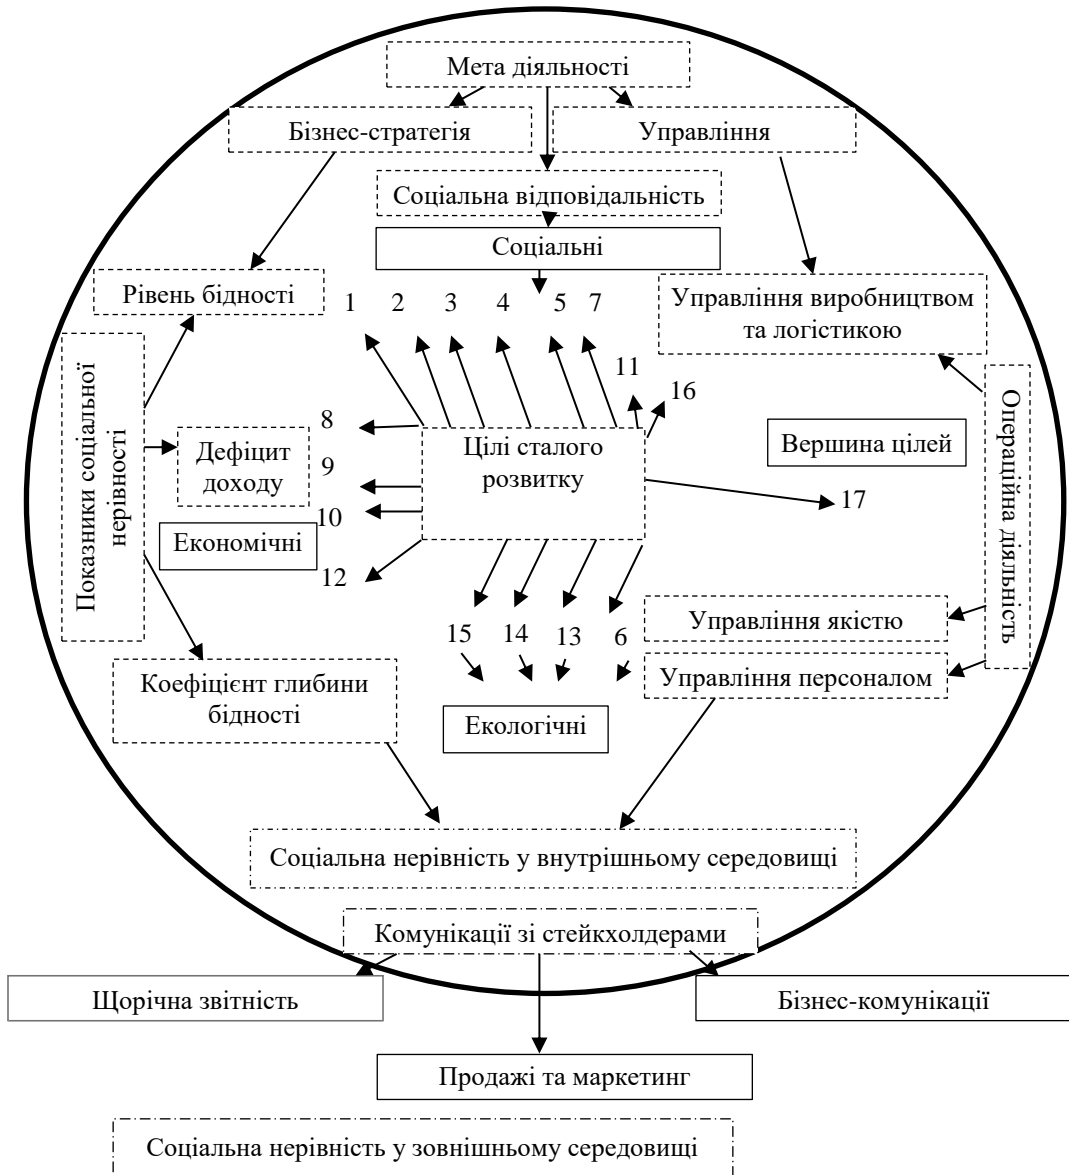 Мета діяльності
Бізнес-стратегія
Управління
Соціальна відповідальність
Соціальні
Рівень бідності
Управління виробництвом
та логістикою
1 2 3 4 5 7
11
16
Показники соціальної
нерівності
Дефіцит
доходу
Економічні
8
9
10
12
Цілі сталого
розвитку
Вершина цілей
17
Операційна діяльність
15 14 13 6
Управління якістю
Управління персоналом
Коефіцієнт глибини
бідності
Екологічні
Соціальна нерівність у внутрішньому середовищі
Комунікації зі стейкхолдерами
Щорічна звітність
Бізнес-комунікації
Продажі та маркетинг
Соціальна нерівність у зовнішньому середовищі